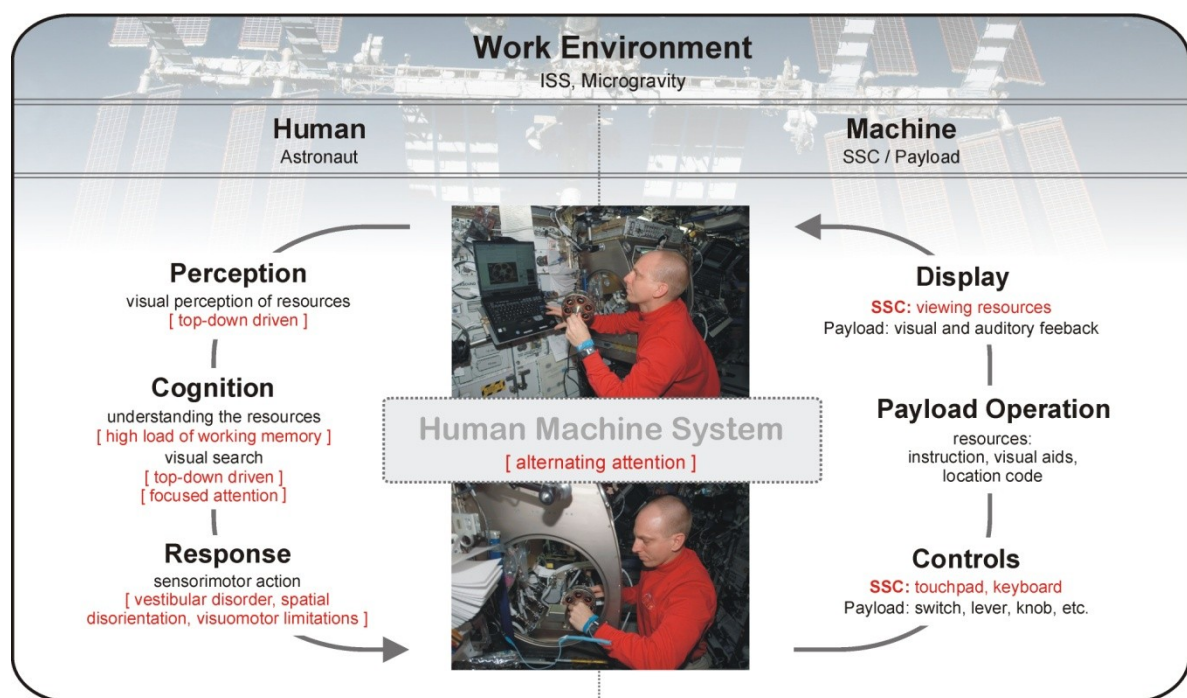 Work Environment
ISS, Microgravity
Human
Astronaut
Machine
SSC / Payload
Perception
visual perception of resources
[ top-down driven ]
Cognition
understanding the resources
[ high load of working memory ]
visual search
[ top-down driven ]
[ focused attention ]
Response
sensorimotor action
[ vestibular disorder, spatial
disorientation, visuomotor limitations ]
Human Machine System
[ alternating attention ]
Display
SSC: viewing resources
Payload: visual and auditory feeback
Payload Operation
resources:
instruction, visual aids,
location code
Controls
SSC: touchpad, keyboard
Payload: switch, lever, knob, etc.